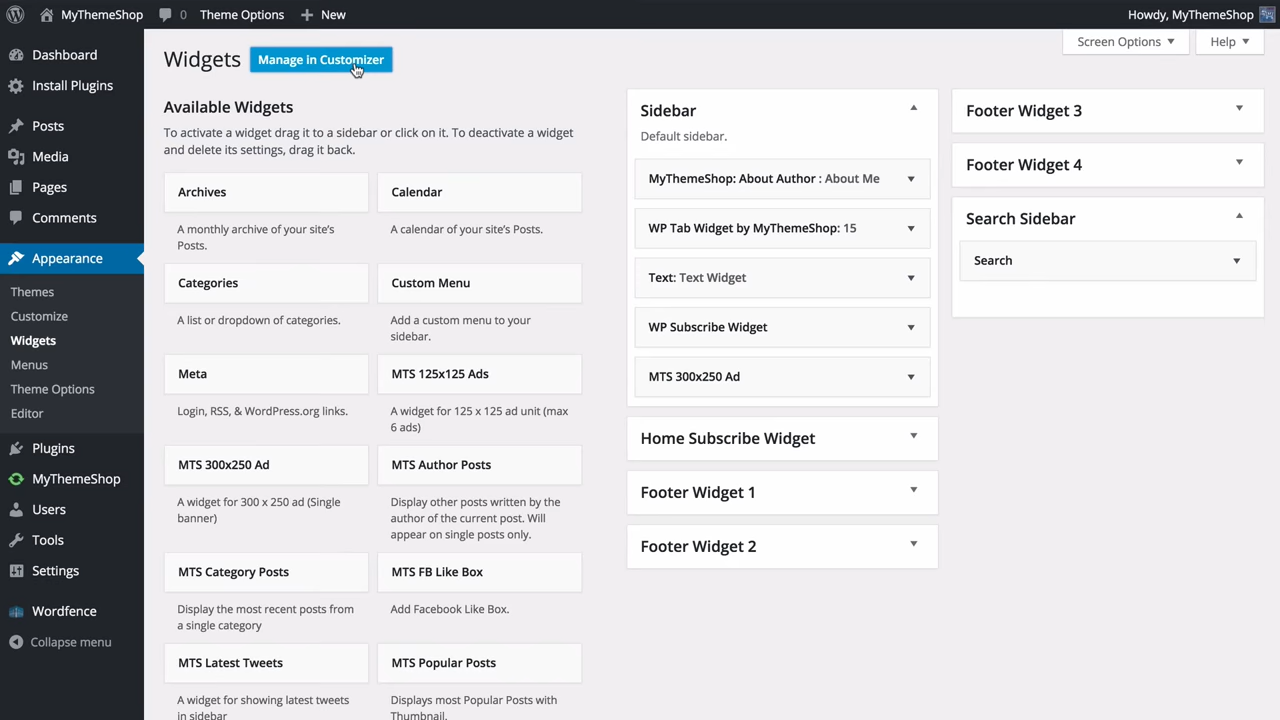 MyThemeShop
0
Theme Options
New
Howdy, MyThemeShop
Dashboard
Install Plugins
Posts
Media
Pages
Comments
Appearance
Themes
Customize
Widgets
Menus
Theme Options
Editor
Plugins
MyThemeShop
Users
Tools
Settings
Wordfence
Collapse menu
Screen Options
Help
Widgets
Manage in Customizer
Available Widgets
To activate a widget drag it to a sidebar or click on it. To deactivate a widget
and delete its settings, drag it back.
Archives
A monthly archive of your site's
Posts.
Calendar
A calendar of your site's Posts.
Categories
A list or dropdown of categories.
Custom Menu
Add a custom menu to your
sidebar.
Meta
Login, RSS, & WordPress.org links.
MTS 125x125 Ads
A widget for 125 x 125 ad unit (max
6 ads)
MTS 300x250 Ad
A widget for 300 x 250 ad (Single
banner)
MTS Author Posts
Display other posts written by the
author of the current post. Will
appear on single posts only.
MTS Category Posts
Display the most recent posts from
a single category
MTS FB Like Box
Add Facebook Like Box.
MTS Latest Tweets
A widget for showing latest tweets
in sidebar
MTS Popular Posts
Displays most Popular Posts with
Thumbnail.
Sidebar
Default sidebar.
MyThemeShop: About Author : About Me
WP Tab Widget by MyThemeShop: 15
Text: Text Widget
WP Subscribe Widget
MTS 300x250 Ad
Home Subscribe Widget
Footer Widget 1
Footer Widget 2
Footer Widget 3
Footer Widget 4
Search Sidebar
Search